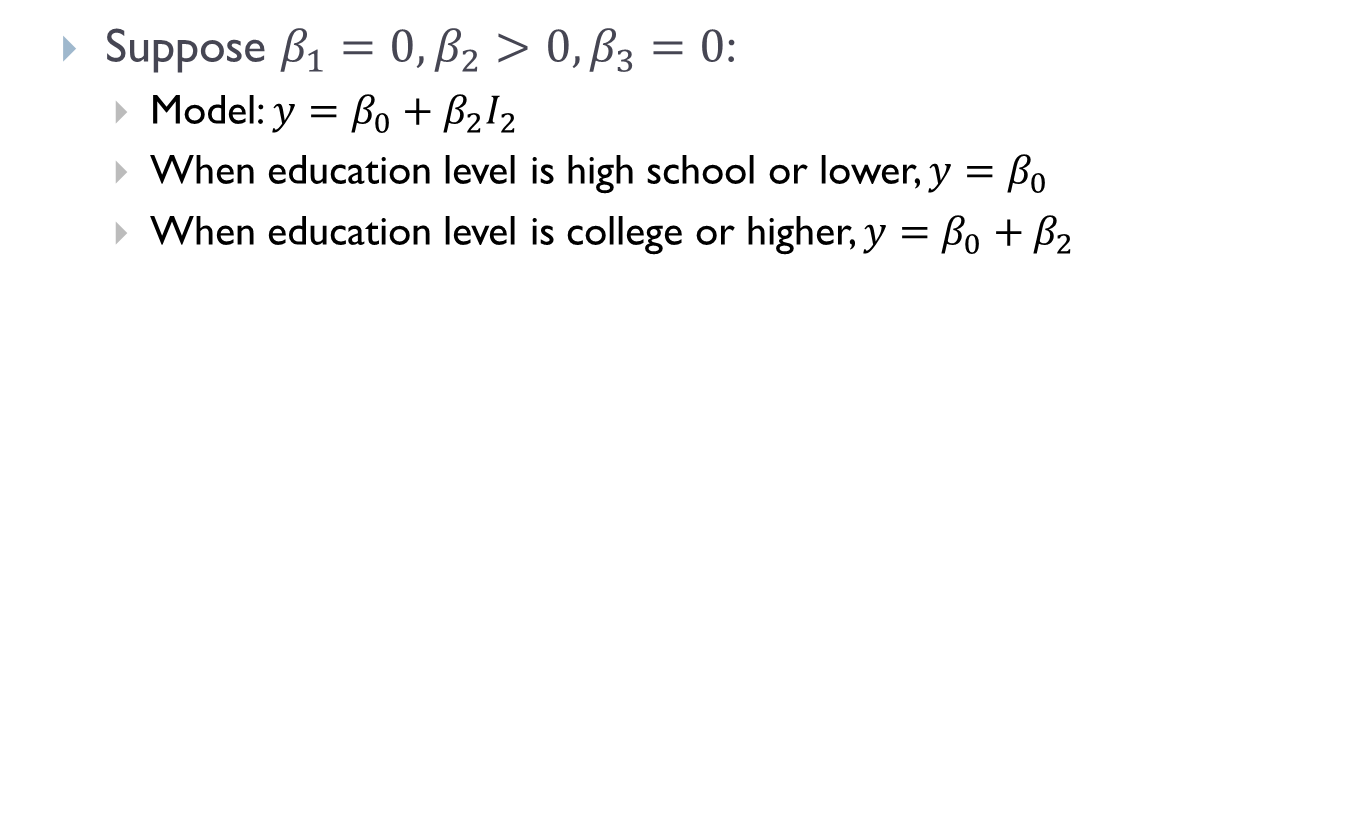 Suppose 𝛽₁ = 0, 𝛽₂ > 0, 𝛽₃ = 0:
Model: 𝑦 = 𝛽₀ + 𝛽₂𝐼₂
When education level is high school or lower, 𝑦 = 𝛽₀
When education level is college or higher, 𝑦 = 𝛽₀ + 𝛽₂